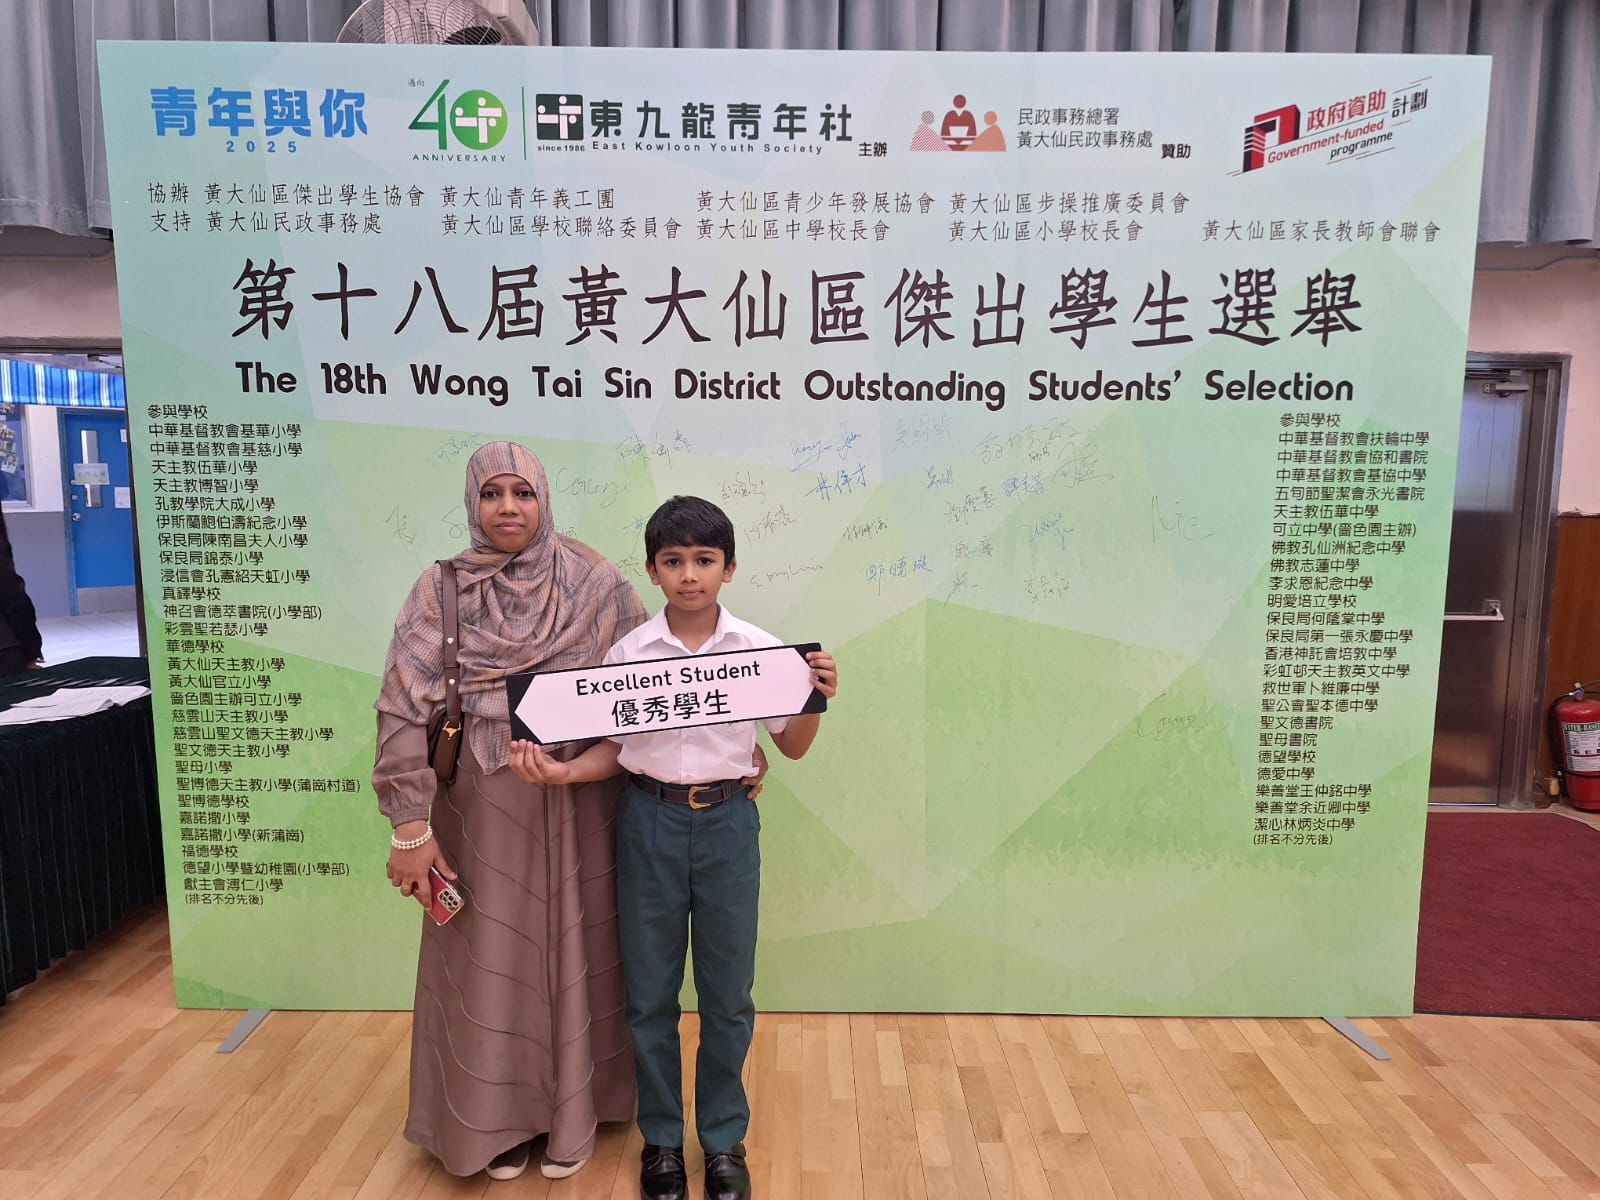 青年與你
2025
邁向
40
ANNIVERSARY
since 1986
東九龍青年社
East Kowloon Youth Society
主辦
民政事務總署
黃大仙民政事務處
贊助
政府資助
計劃
Government-funded
programme
協辦 黃大仙區傑出學生協會 黃大仙青年義工團 黃大仙區青少年發展協會 黃大仙區步操推廣委員會
支持 黃大仙民政事務處 黃大仙區學校聯絡委員會 黃大仙區中學校長會 黃大仙區小學校長會 黃大仙區家長教師會聯會
第十八屆黃大仙區傑出學生選舉
The 18th Wong Tai Sin District Outstanding Students' Selection
參與學校
中華基督教會基華小學
中華基督教會基慈小學
天主教伍華小學
天主教博智小學
孔教學院大成小學
伊斯蘭鮑伯濤紀念小學
保良局陳南昌夫人小學
保良局錦泰小學
浸信會孔憲紹天虹小學
真鐸學校
神召會德萃書院(小學部)
彩雲聖若瑟小學
華德學校
黃大仙天主教小學
黃大仙官立小學
嗇色園主辦可立小學
慈雲山天主教小學
慈雲山聖文德天主教小學
聖文德天主教小學
聖母小學
聖博德天主教小學(蒲崗村道)
聖博德學校
嘉諾撒小學
嘉諾撒小學(新蒲崗)
福德學校
德望小學暨幼稚園(小學部)
獻主會溥仁小學
(排名不分先後)
參與學校
中華基督教會扶輪中學
中華基督教會協和書院
中華基督教會基協中學
五旬節聖潔會永光書院
天主教伍華中學
可立中學(嗇色園主辦)
佛教孔仙洲紀念中學
佛教志蓮中學
李求恩紀念中學
明愛培立學校
保良局何蔭棠中學
保良局第一張永慶中學
香港神託會培敦中學
彩虹邨天主教英文中學
救世軍卜維廉中學
聖公會聖本德中學
聖文德書院
聖母書院
德望學校
德愛中學
樂善堂王仲銘中學
樂善堂余近卿中學
潔心林炳炎中學
(排名不分先後)
Excellent Student
優秀學生